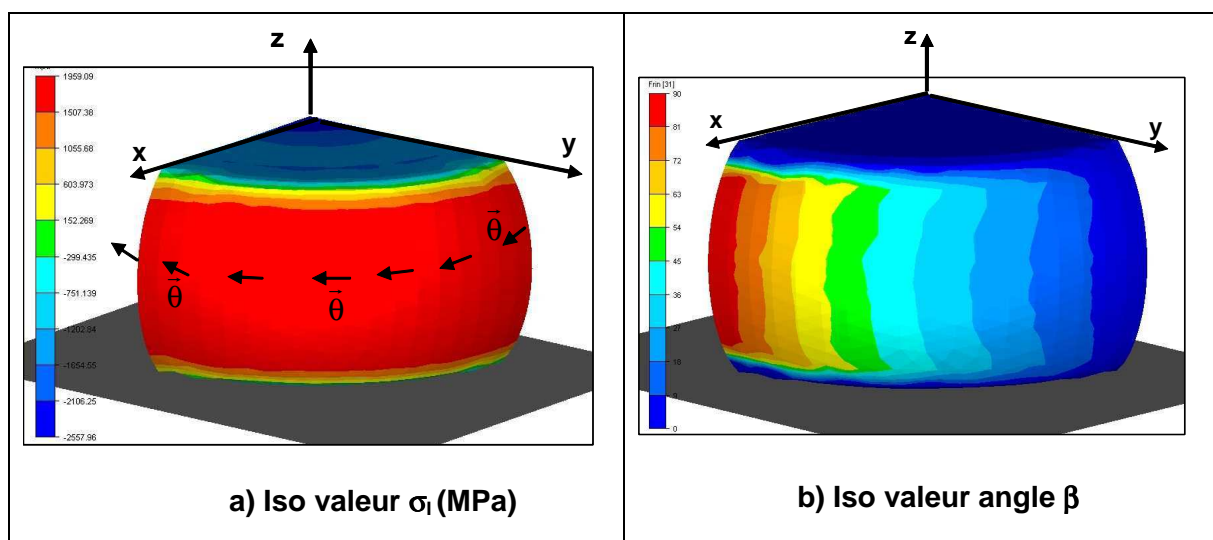 z
x
y
1959.09
1507.38
1055.68
603.973
152.269
-299.435
-751.139
-1202.84
-1654.55
-2106.25
-2557.96
θ
θ
θ
a) Iso valeur σI (MPa)
z
x
y
Frin [31]
90
81
72
63
54
45
36
27
18
9
0
b) Iso valeur angle β